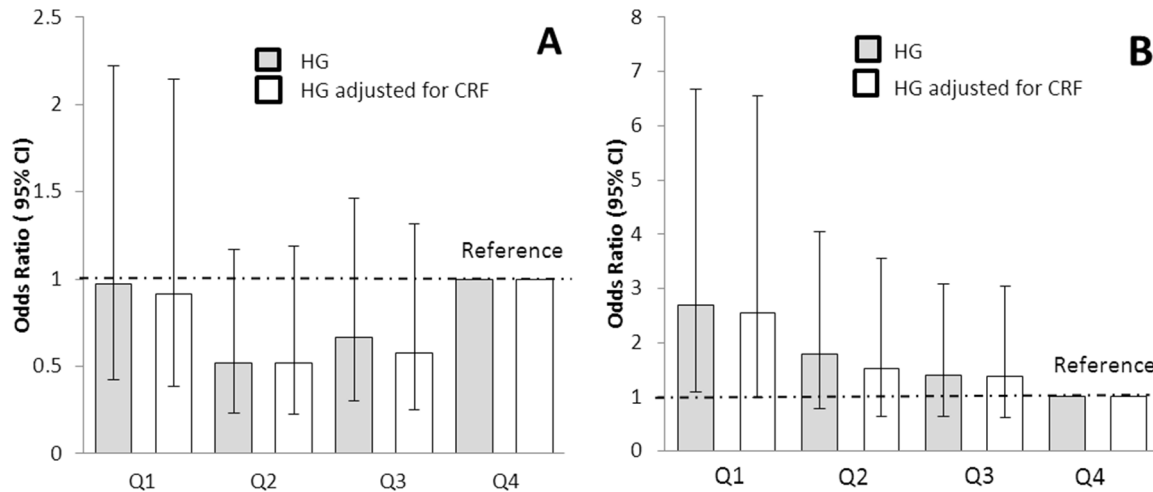 A
HG
HG adjusted for CRF
Odds Ratio ( 95% CI)
2.5
2
1.5
1
0.5
0
Reference
Q1 Q2 Q3 Q4
B
HG
HG adjusted for CRF
Odds Ratio (95% CI)
8
7
6
5
4
3
2
1
0
Reference
Q1 Q2 Q3 Q4